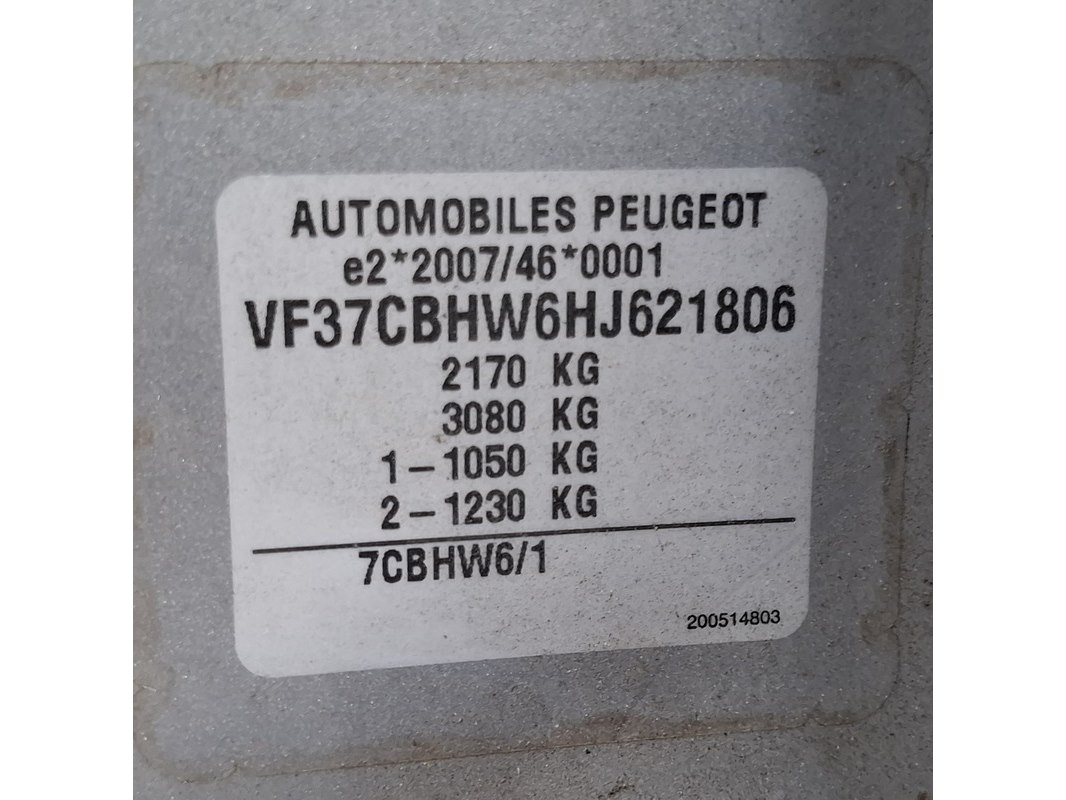 AUTOMOBILES PEUGEOT
e2*2007/46*0001
VF37CBHW6HJ621806
2170 KG
3080 KG
1-1050 KG
2-1230 KG
7CBHW6/1
200514803